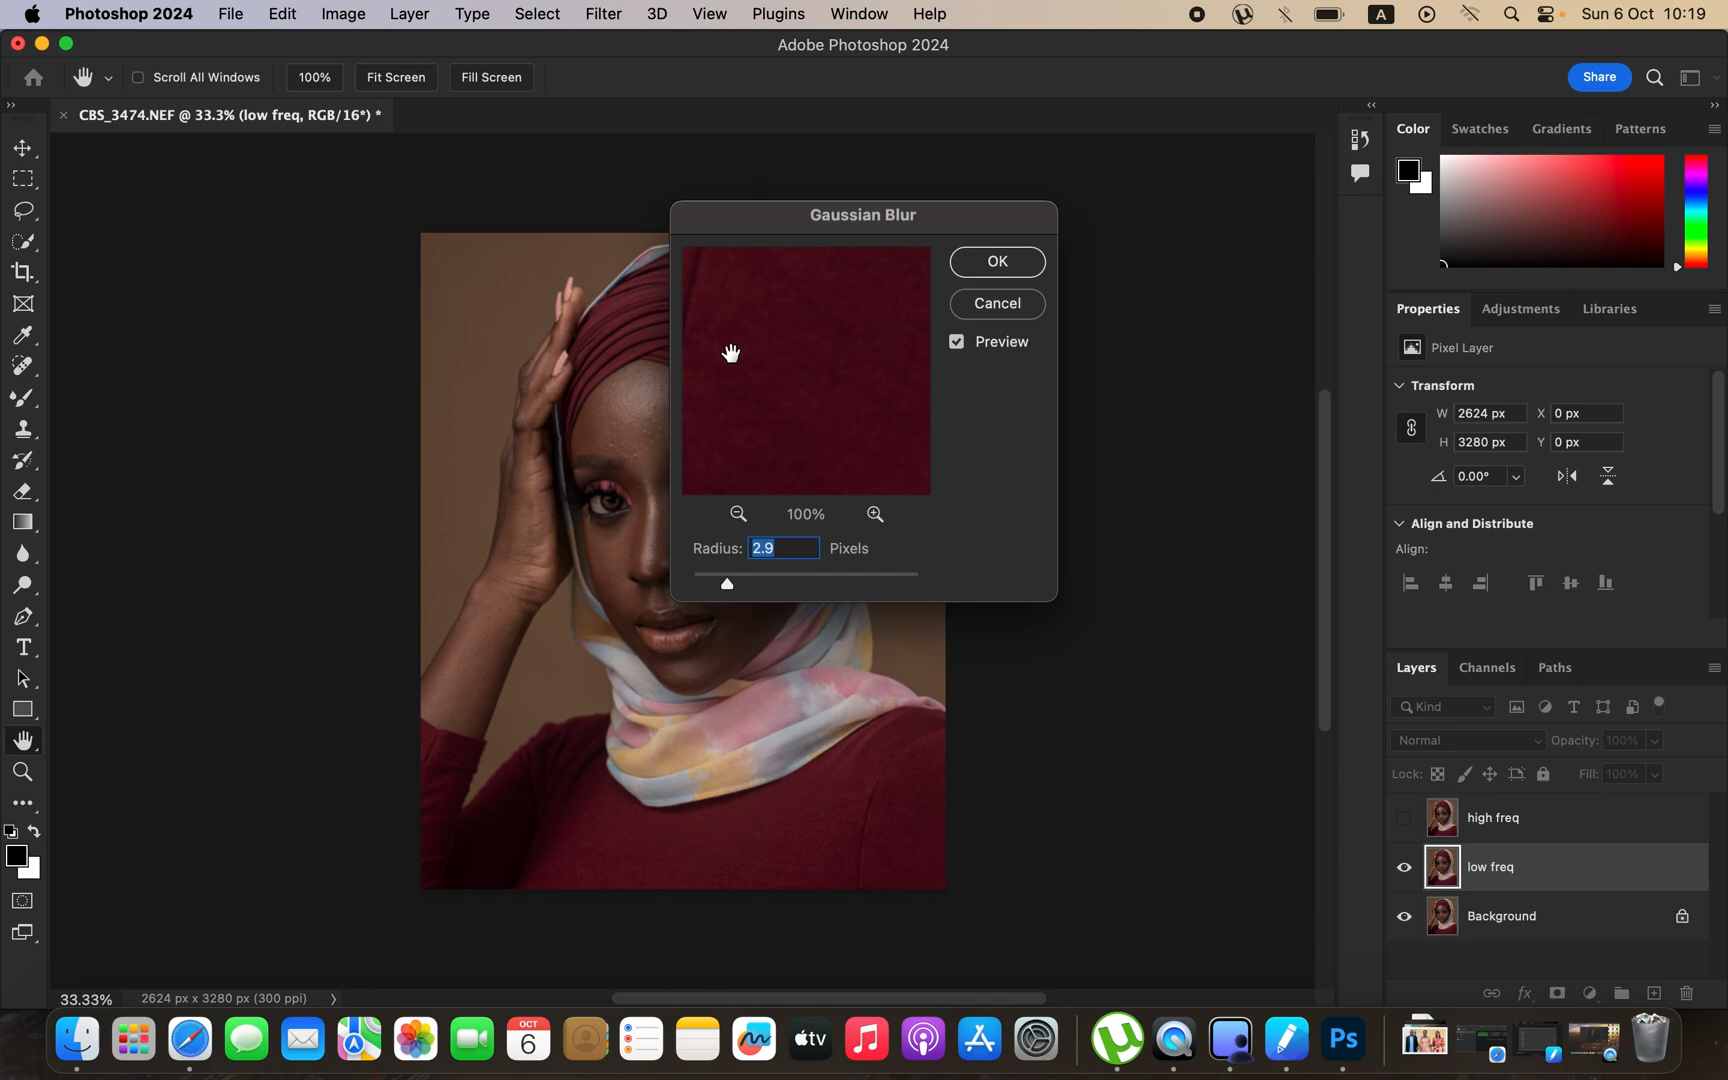 Photoshop 2024 File Edit Image Layer Type Select Filter 3D View Plugins Window Help A Sun 6 Oct 10:19
Adobe Photoshop 2024
Scroll All Windows 100% Fit Screen Fill Screen Share
CBS_3474.NEF @ 33.3% (low freq, RGB/16*) *
Color Swatches Gradients Patterns
Gaussian Blur
OK
Cancel
Preview
100%
Radius: 2.9 Pixels
Properties Adjustments Libraries
Pixel Layer
Transform
W 2624 px X 0 px
H 3280 px Y 0 px
0.00°
Align and Distribute
Align:
Layers Channels Paths
Kind
Normal Opacity: 100%
Lock: Fill: 100%
high freq
low freq
Background
fx
33.33% 2624 px x 3280 px (300 ppi)
OCT
6
tv
Ps